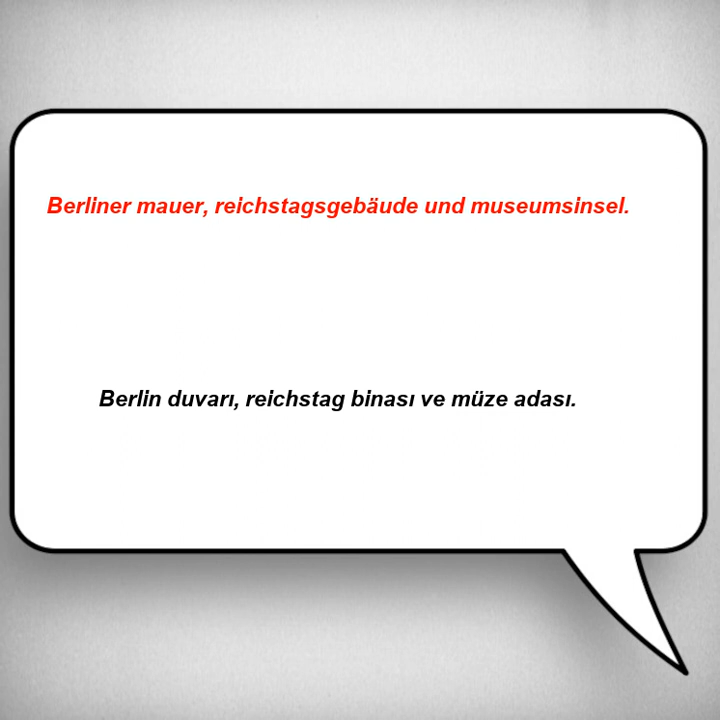 Berliner mauer, reichstagsgebäude und museumsinsel.
Berlin duvarı, reichstag binası ve müze adası.